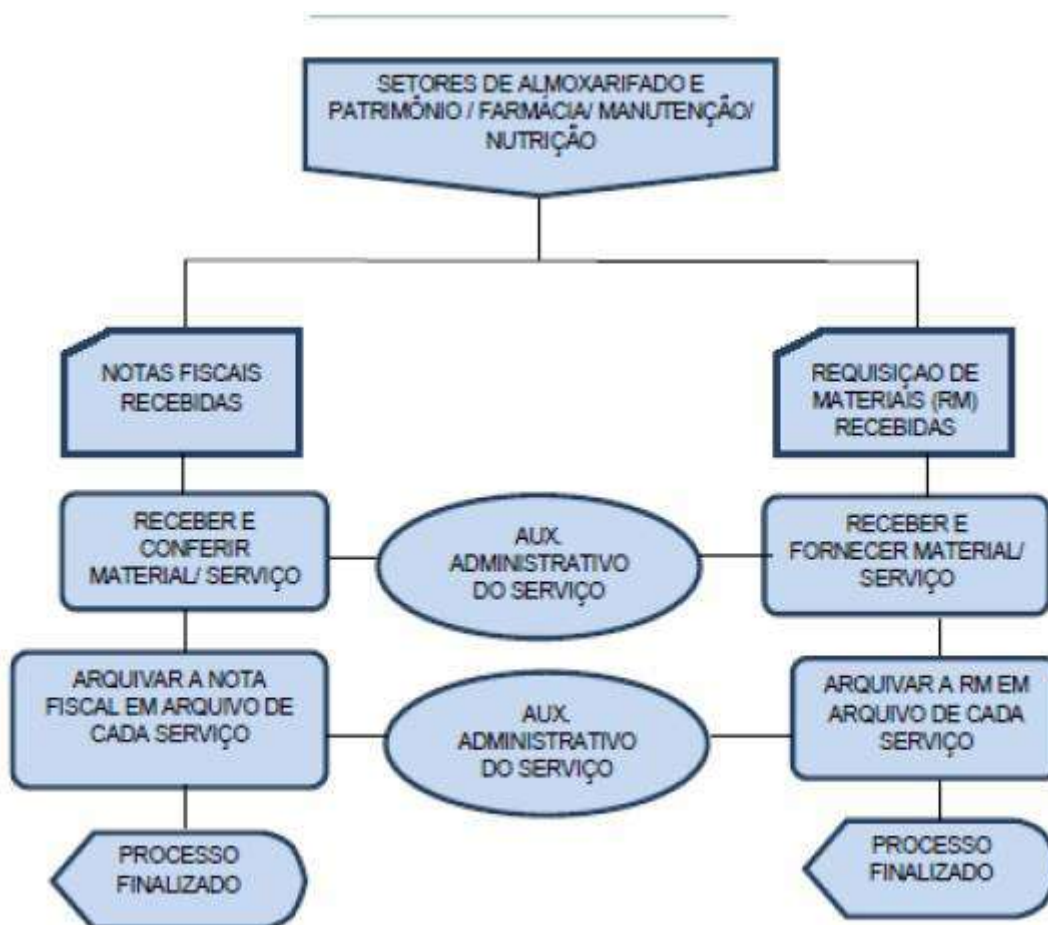 SETORES DE ALMOXARIFADO E
PATRIMÔNIO / FARMÁCIA/ MANUTENÇÃO/
NUTRIÇÃO
NOTAS FISCAIS
RECEBIDAS
REQUISIÇAO DE
MATERIAIS (RM)
RECEBIDAS
RECEBER E
CONFERIR
MATERIAL/ SERVIÇO
AUX.
ADMINISTRATIVO
DO SERVIÇO
RECEBER E
FORNECER MATERIAL/
SERVIÇO
ARQUIVAR A NOTA
FISCAL EM ARQUIVO DE
CADA SERVIÇO
AUX.
ADMINISTRATIVO
DO SERVIÇO
ARQUIVAR A RM EM
ARQUIVO DE CADA
SERVIÇO
PROCESSO
FINALIZADO
PROCESSO
FINALIZADO